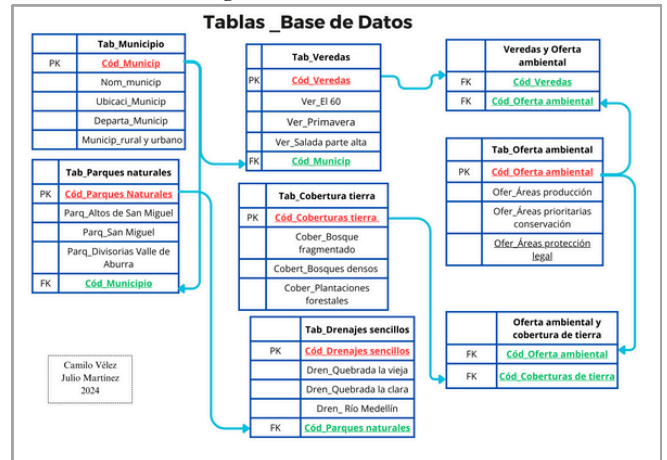 Tablas _Base de Datos
Tab_Municipio
PK Cód_Municip
Nom_municip
Ubicaci_Municip
Departa_Municip
Municip_rural y urbano
Tab_Veredas
PK Cód_Veredas
Ver_El 60
Ver_Primavera
Ver_Salada parte alta
FK Cód_Municip
Veredas y Oferta
ambiental
FK Cód_Veredas
FK Cód_Oferta ambiental
Tab_Parques naturales
PK Cód_Parques Naturales
Parq_Altos de San Miguel
Parq_San Miguel
Parq_Divisorias Valle de
Aburra
FK Cód_Municipio
Tab_Cobertura tierra
PK Cód_Coberturas tierra
Cober_Bosque
fragmentado
Cobert_Bosques densos
Cober_Plantaciones
forestales
Tab_Oferta ambiental
PK Cód_Oferta ambiental
Ofer_Áreas producción
Ofer_Áreas prioritarias
conservación
Ofer_Áreas protección
legal
Tab_Drenajes sencillos
PK Cód_Drenajes sencillos
Dren_Quebrada la vieja
Dren_Quebrada la clara
Dren_ Río Medellín
FK Cód_Parques naturales
Oferta ambiental y
cobertura de tierra
FK Cód_Oferta ambiental
FK Cód_Coberturas de tierra
Camilo Vélez
Julio Martínez
2024